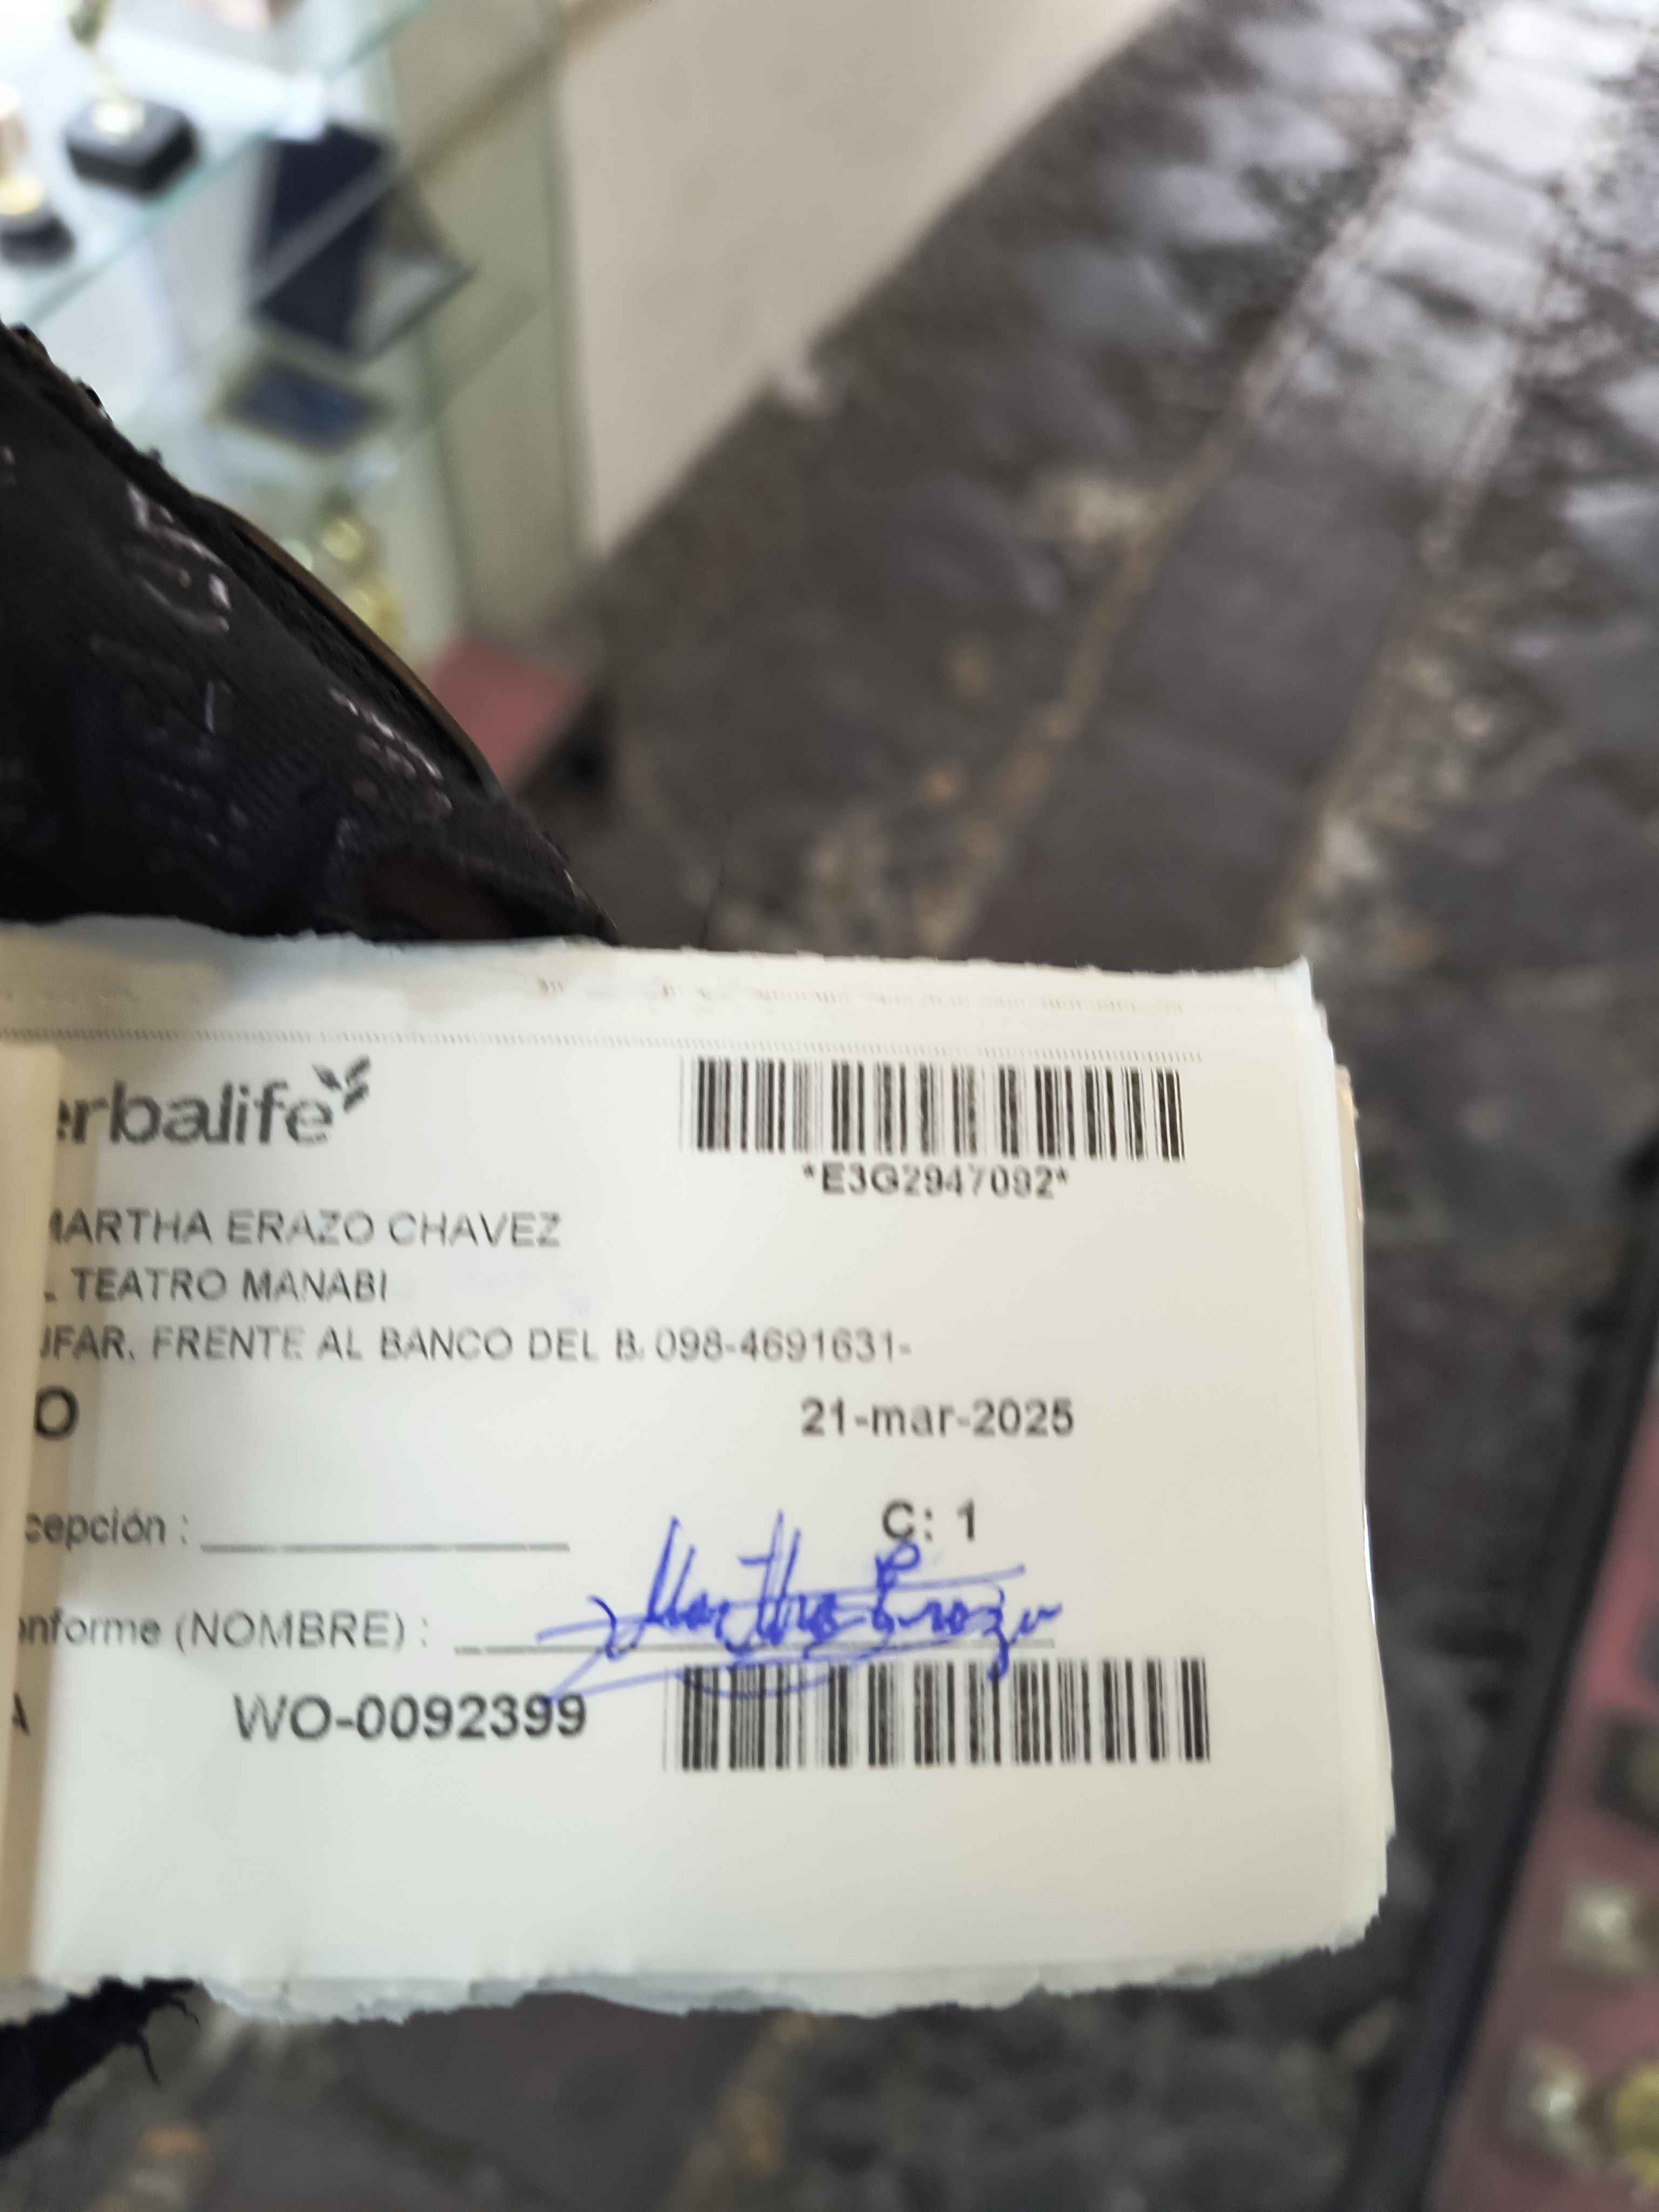 erbalife
*E3G2947092*
MARTHA ERAZO CHAVEZ
. TEATRO MANABI
UFAR. FRENTE AL BANCO DEL B. 098-4691631-
O
21-mar-2025
cepción :
C: 1
onforme (NOMBRE) : Martha Erazo
A
WO-0092399